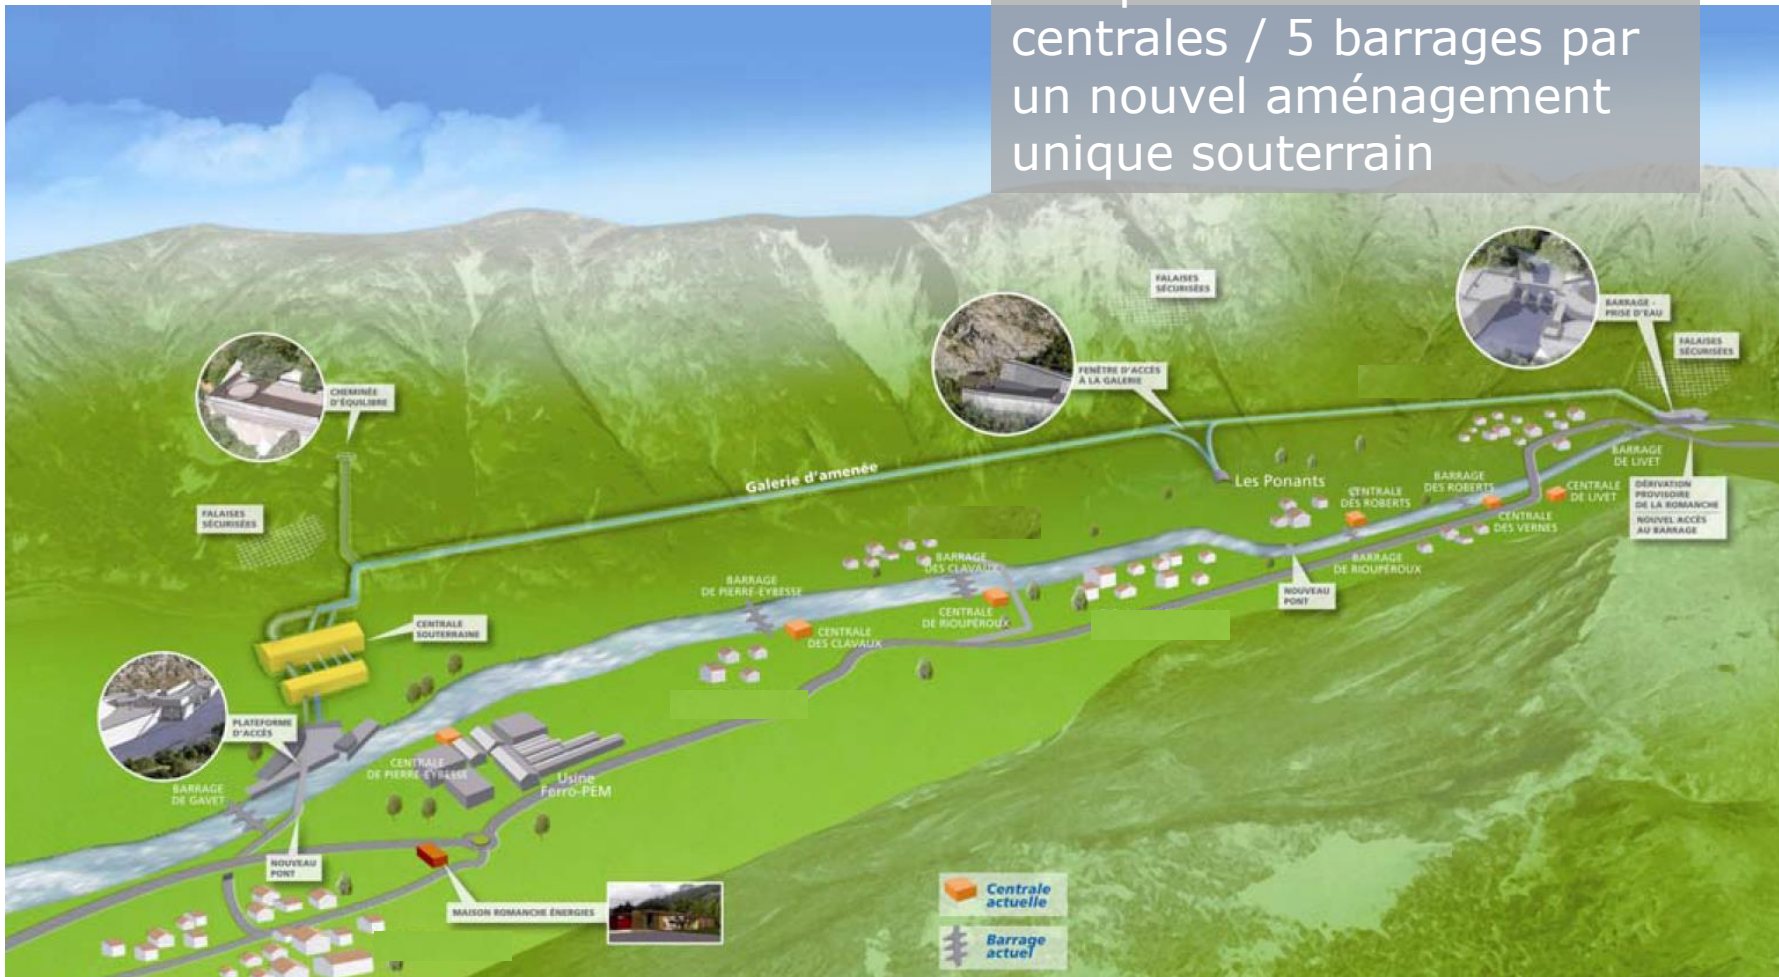 centrales / 5 barrages par
un nouvel aménagement
unique souterrain
FALAISES
SÉCURISÉES
BARRAGE -
PRISE D'EAU
FALAISES
SÉCURISÉES
FENÊTRE D'ACCÈS
À LA GALERIE
CHEMINÉE
D'ÉQUILIBRE
Galerie d'amenée
Les Ponants
BARRAGE
DE LIVET
CENTRALE
DES ROBERTS
BARRAGE
DES ROBERTS
CENTRALE
DE LIVET
DÉRIVATION
PROVISOIRE
DE LA ROMANCHE
NOUVEL ACCÈS
AU BARRAGE
CENTRALE
DES VERNES
FALAISES
SÉCURISÉES
BARRAGE
DES CLAVAUX
BARRAGE
DE RIOUPÉROUX
BARRAGE
DE PIERRE-EYBESSE
NOUVEAU
PONT
CENTRALE
DE RIOUPÉROUX
CENTRALE
DES CLAVAUX
CENTRALE
SOUTERRAINE
PLATEFORME
D'ACCÈS
CENTRALE
DE PIERRE-EYBESSE
Usine
Ferro-PEM
BARRAGE
DE GAVET
NOUVEAU
PONT
MAISON ROMANCHE ÉNERGIES
Centrale
actuelle
Barrage
actuel